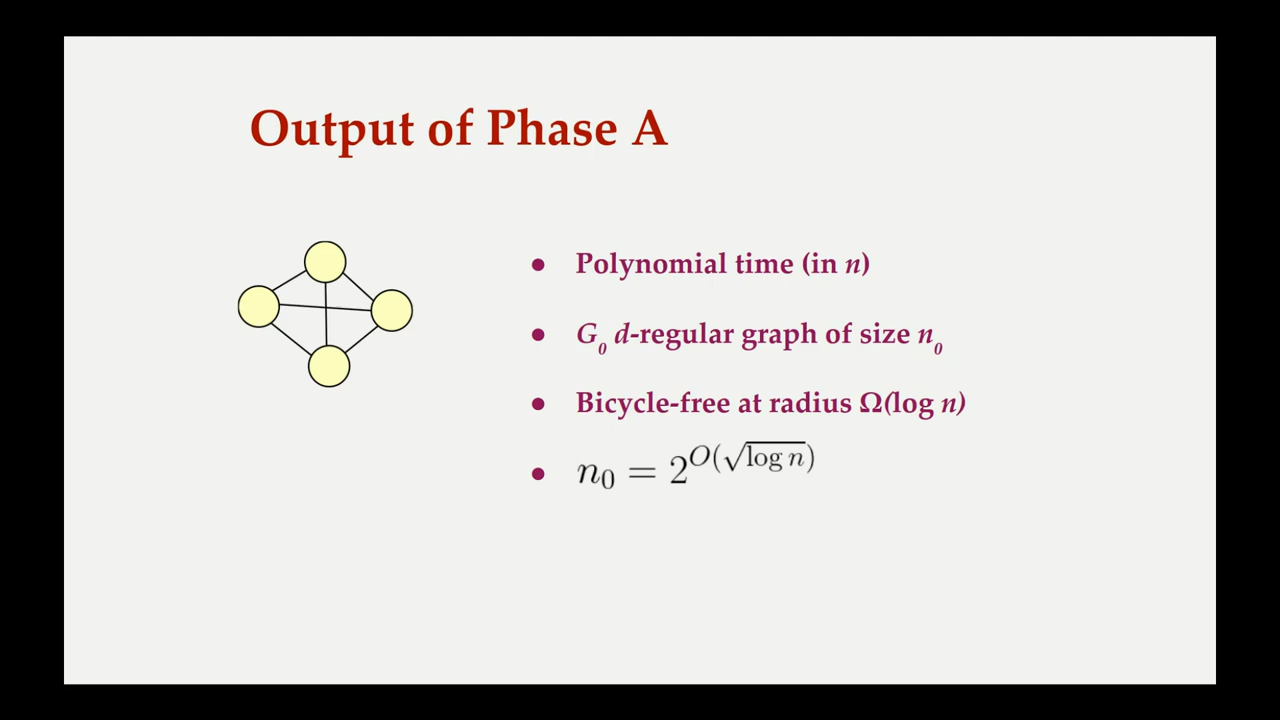 Output of Phase A
● Polynomial time (in n)
● G₀ d-regular graph of size n₀
● Bicycle-free at radius Ω(log n)
● n₀ = 2^{O(√(log n))}